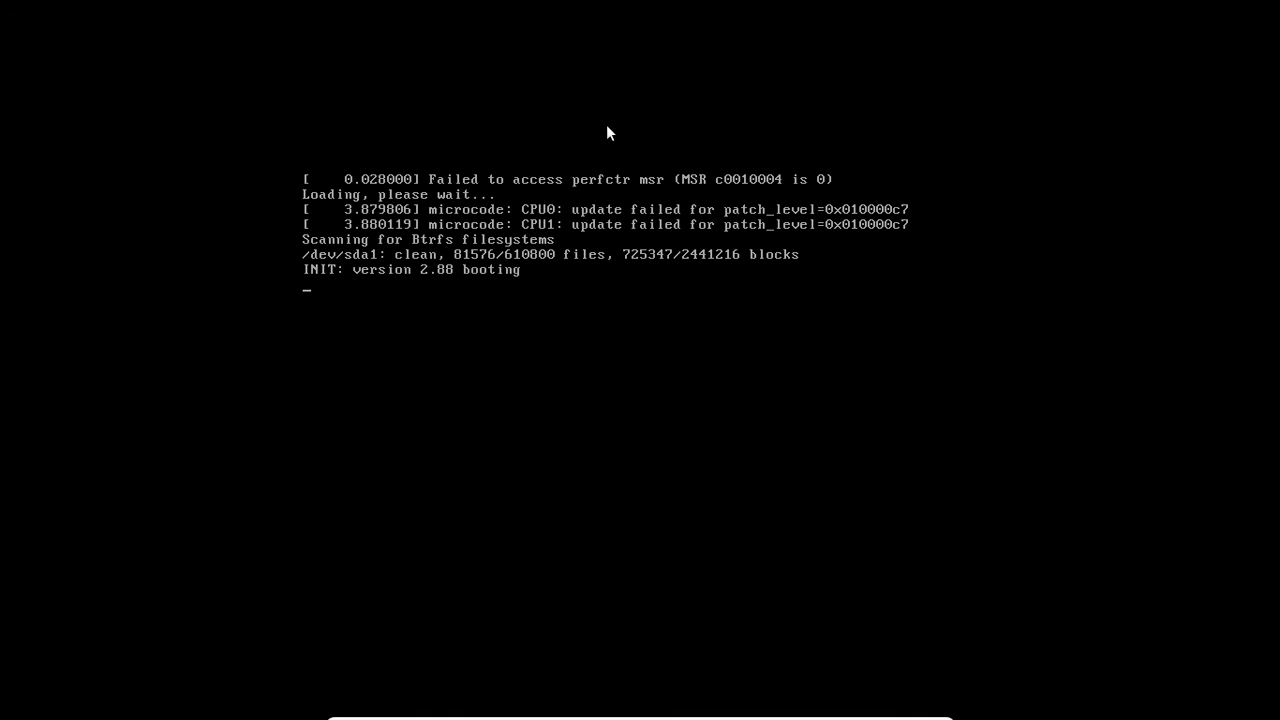 [    0.028000] Failed to access perfctr msr (MSR c0010004 is 0)
Loading, please wait...
[    3.879806] microcode: CPU0: update failed for patch_level=0x010000c7
[    3.880119] microcode: CPU1: update failed for patch_level=0x010000c7
Scanning for Btrfs filesystems
/dev/sda1: clean, 81576/610800 files, 725347/2441216 blocks
INIT: version 2.88 booting
_